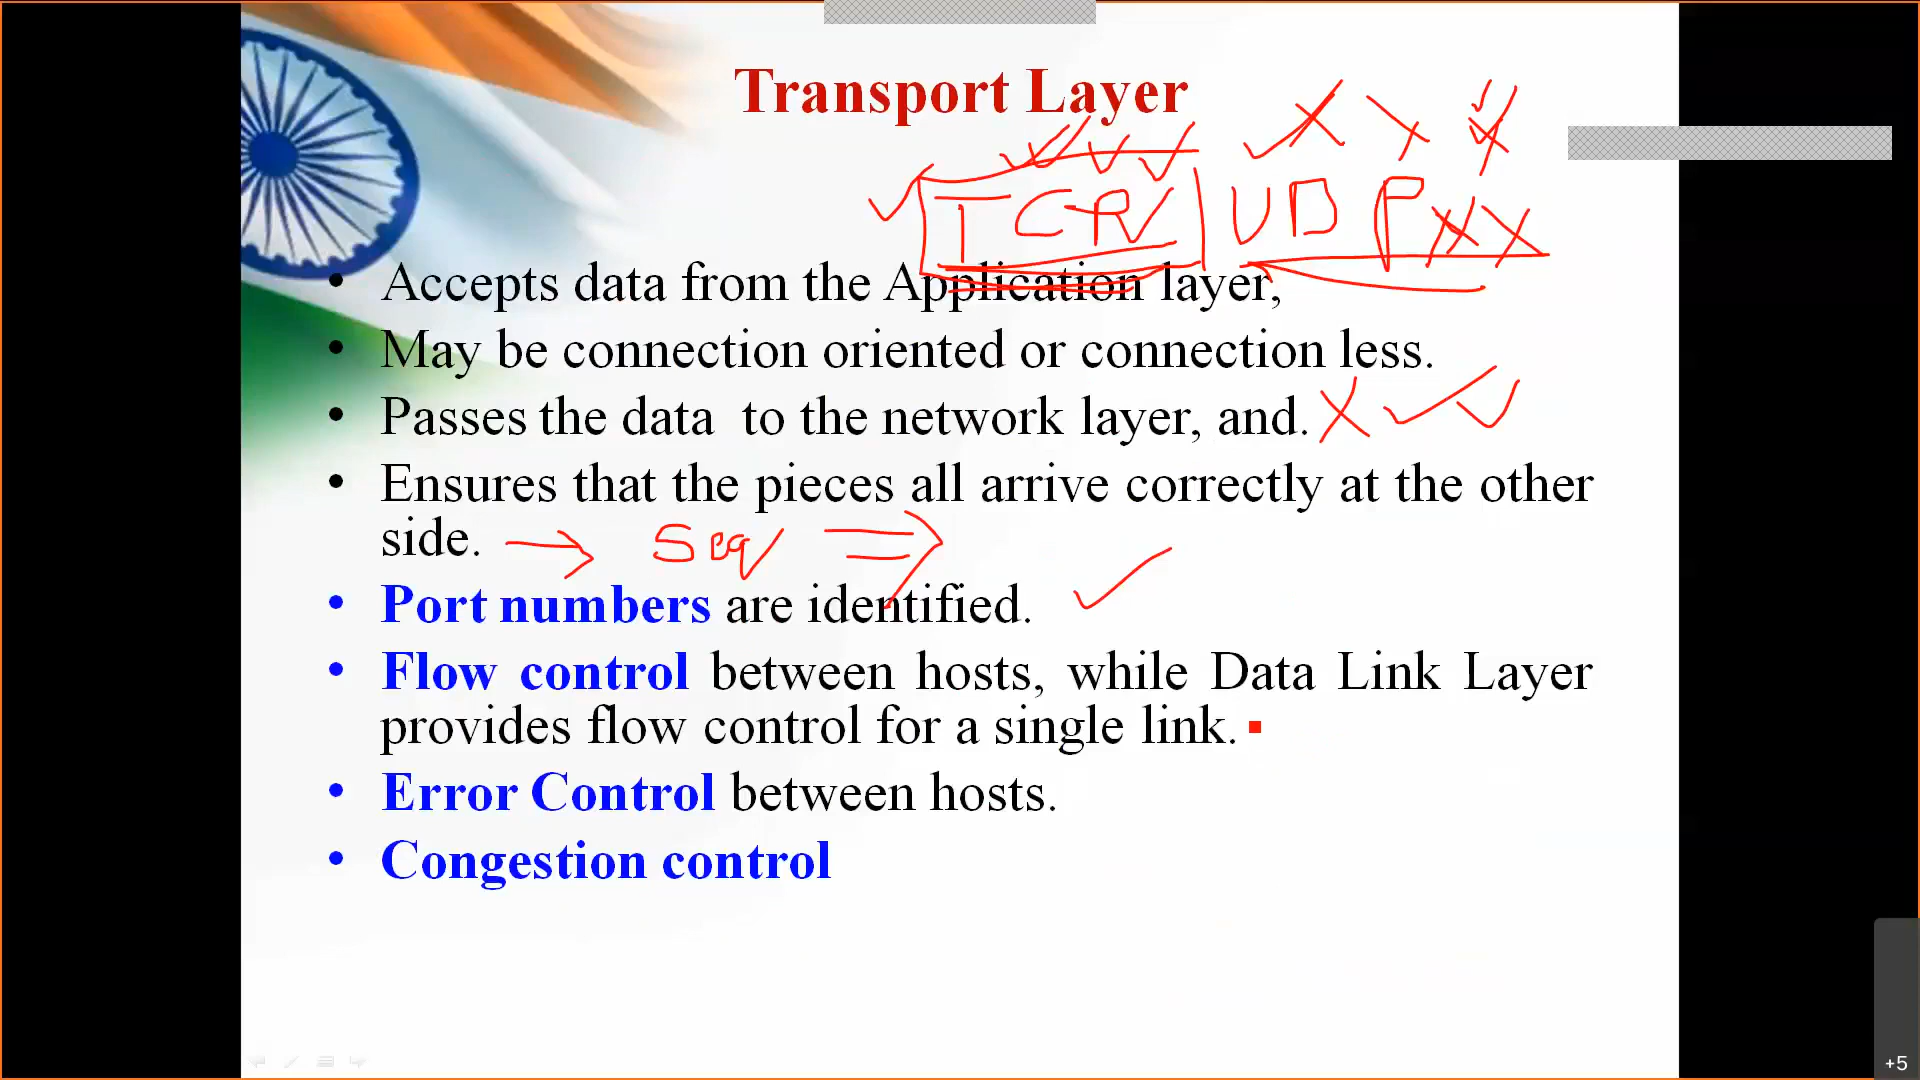 Transport Layer
TCP UDP
• Accepts data from the Application layer,
• May be connection oriented or connection less.
• Passes the data to the network layer, and.
• Ensures that the pieces all arrive correctly at the other
side. → Seq ⇒
• Port numbers are identified.
• Flow control between hosts, while Data Link Layer
provides flow control for a single link.
• Error Control between hosts.
• Congestion control
+5